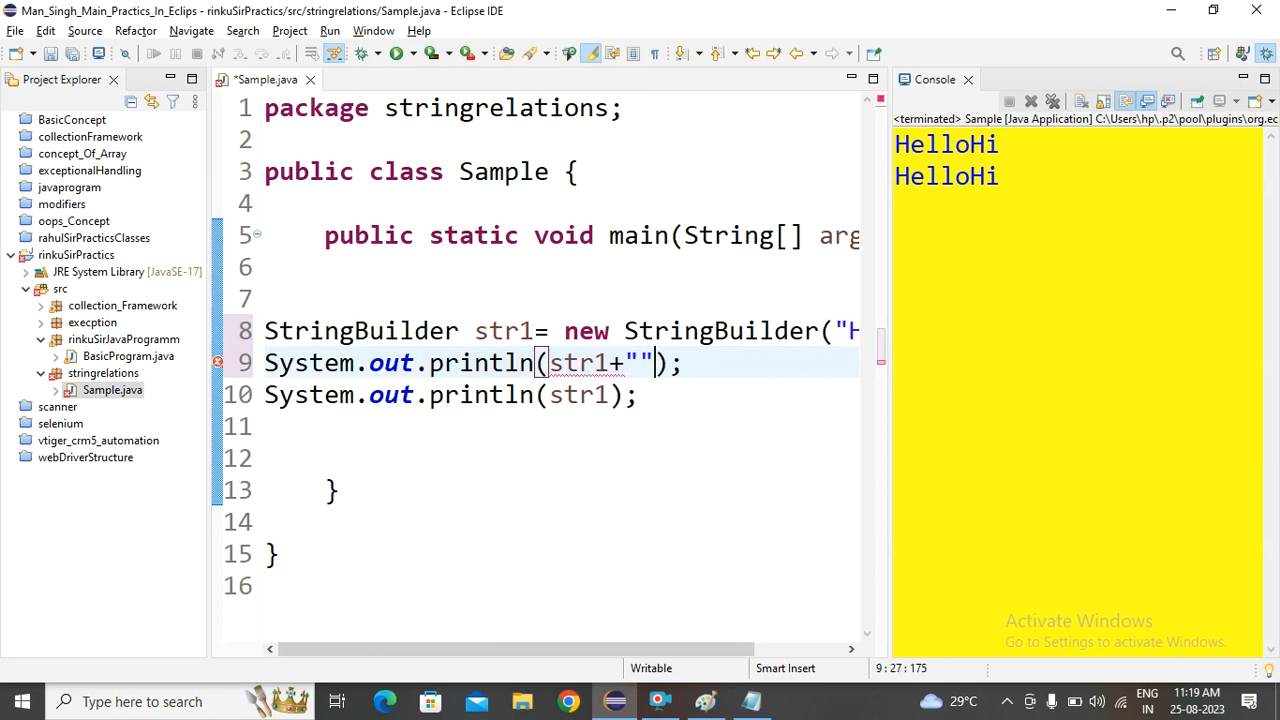 Man_Singh_Main_Practics_In_Eclips - rinkuSirPractics/src/stringrelations/Sample.java - Eclipse IDE
File Edit Source Refactor Navigate Search Project Run Window Help
Project Explorer
*Sample.java
Console
BasicConcept
collectionFramework
concept_Of_Array
exceptionalHandling
javaprogram
modifiers
oops_Concept
rahulSirPracticsClasses
rinkuSirPractics
JRE System Library [JavaSE-17]
src
collection_Framework
execption
rinkuSirJavaProgramm
BasicProgram.java
stringrelations
Sample.java
scanner
selenium
vtiger_crm5_automation
webDriverStructure
1 package stringrelations;
2
3 public class Sample {
4
5 public static void main(String[] arg
6
7
8 StringBuilder str1= new StringBuilder("H
9 System.out.println(str1+"");
10 System.out.println(str1);
11
12
13 }
14
15 }
16
<terminated> Sample [Java Application] C:\Users\hp\.p2\pool\plugins\org.ec
HelloHi
HelloHi
Activate Windows
Go to Settings to activate Windows.
Writable Smart Insert 9 : 27 : 175
Type here to search
29°C
ENG
IN
11:19 AM
25-08-2023